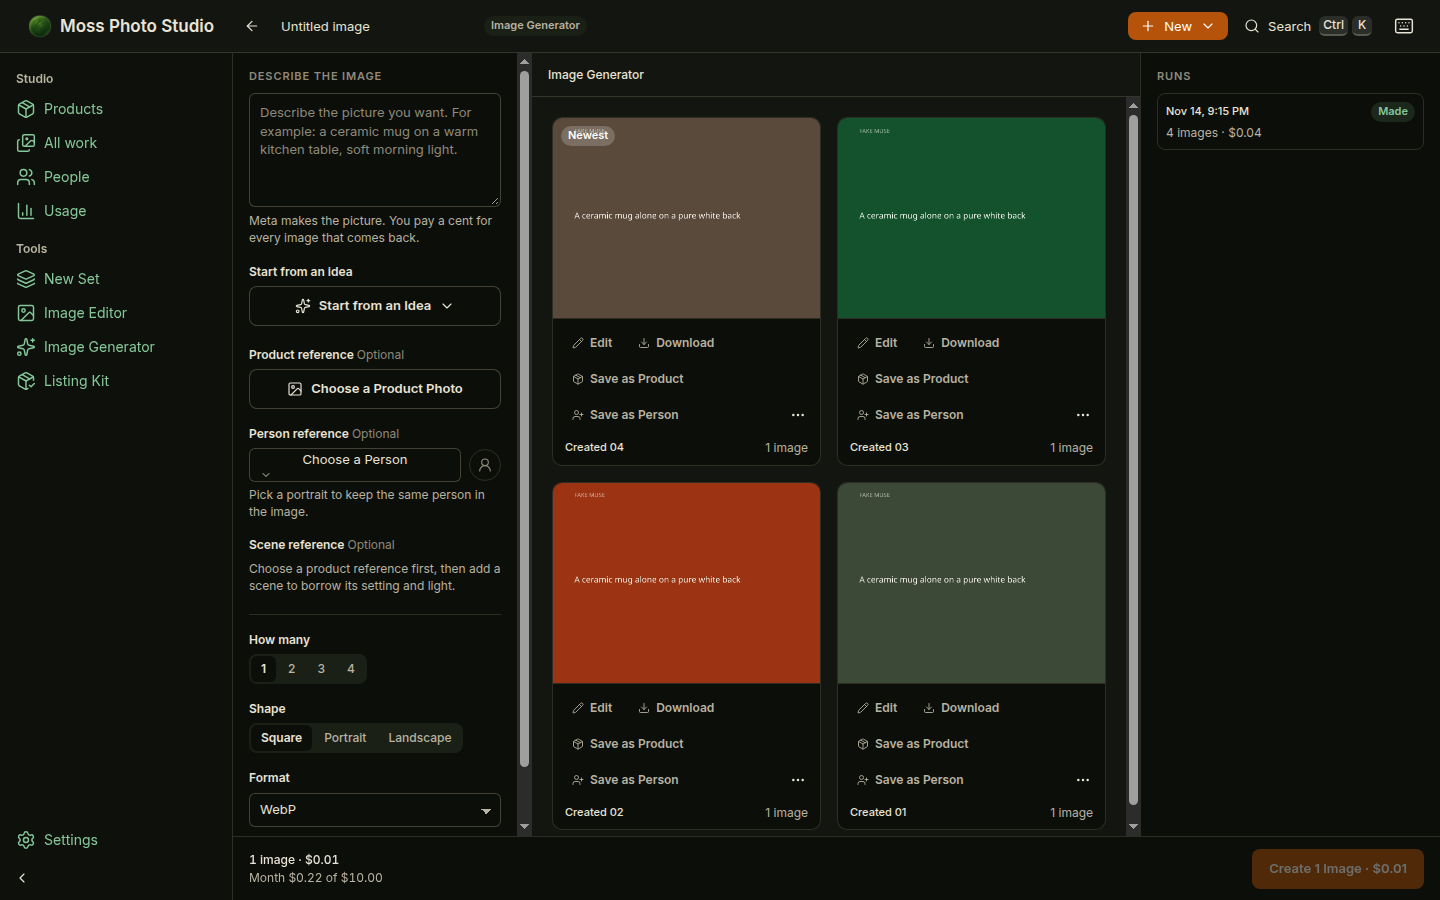 Moss Photo Studio
Untitled image
Image Generator
New
Search
Ctrl
K
Studio
Products
All work
People
Usage
Tools
New Set
Image Editor
Image Generator
Listing Kit
Settings
DESCRIBE THE IMAGE
Describe the picture you want. For
example: a ceramic mug on a warm
kitchen table, soft morning light.
Meta makes the picture. You pay a cent for
every image that comes back.
Start from an idea
Start from an Idea
Product reference Optional
Choose a Product Photo
Person reference Optional
Choose a Person
Pick a portrait to keep the same person in
the image.
Scene reference Optional
Choose a product reference first, then add a
scene to borrow its setting and light.
How many
1 2 3 4
Shape
Square Portrait Landscape
Format
WebP
Image Generator
Newest
A ceramic mug alone on a pure white back
Edit Download
Save as Product
Save as Person
Created 04 1 image
FAKE MUSE
A ceramic mug alone on a pure white back
Edit Download
Save as Product
Save as Person
Created 03 1 image
FAKE MUSE
A ceramic mug alone on a pure white back
Edit Download
Save as Product
Save as Person
Created 02 1 image
FAKE MUSE
A ceramic mug alone on a pure white back
Edit Download
Save as Product
Save as Person
Created 01 1 image
RUNS
Nov 14, 9:15 PM
Made
4 images · $0.04
1 image · $0.01
Month $0.22 of $10.00
Create 1 Image · $0.01